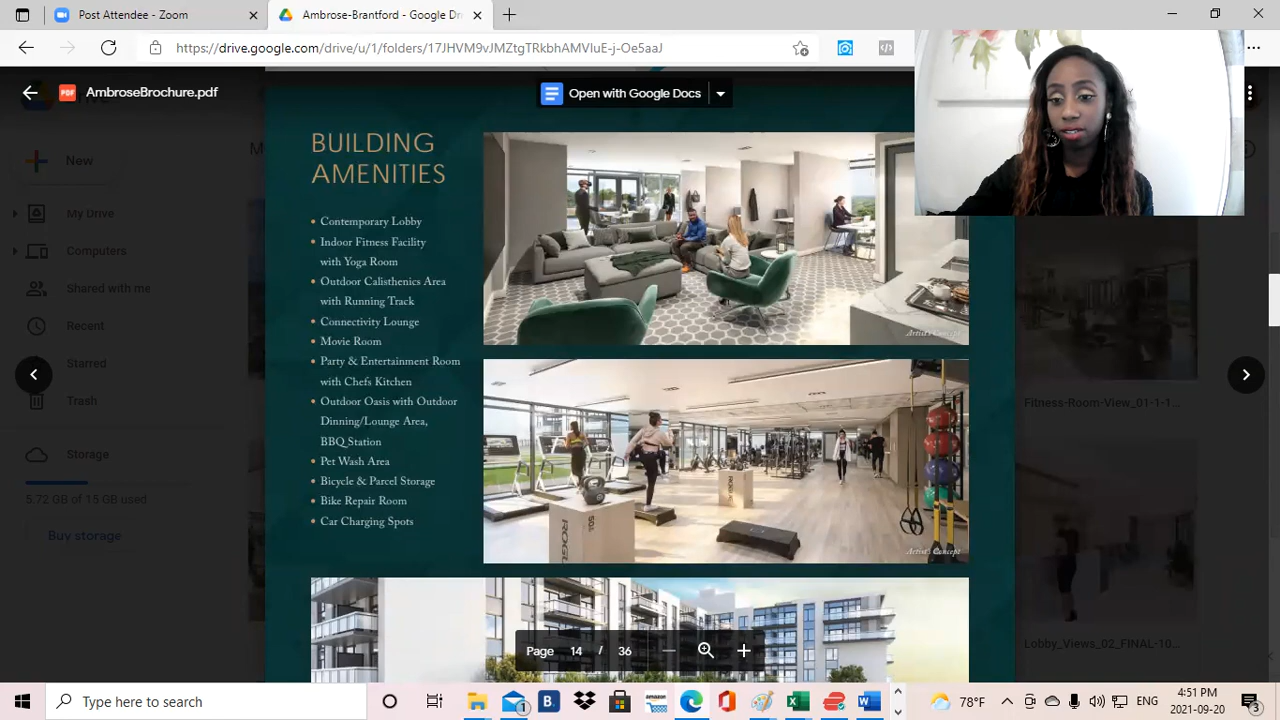 Zoom
Post Attendee - Zoom
Google Dr
https://drive.google.com/drive/u/1/folders/17JHVM9vJMZtgTRkbhAMVIuE-j-Oe5aaJ
PDF
AmbroseBrochure.pdf
Open with Google Docs
New
My Drive
Computers
Shared with me
Recent
Starred
Trash
Storage
5.72 GB of 15 GB used
Buy storage
BUILDING
AMENITIES
• Contemporary Lobby
• Indoor Fitness Facility
with Yoga Room
• Outdoor Calisthenics Area
with Running Track
• Connectivity Lounge
• Movie Room
• Party & Entertainment Room
with Chefs Kitchen
• Outdoor Oasis with Outdoor
Dinning/Lounge Area,
BBQ Station
• Pet Wash Area
• Bicycle & Parcel Storage
• Bike Repair Room
• Car Charging Spots
Artist's Concept
Artist's Concept
Fitness-Room-View_01-1-1...
Lobby_Views_02_FINAL-10...
Page 14 / 36
Type here to search
amazon
78°F
ENG
4:51 PM
2021-09-20
3